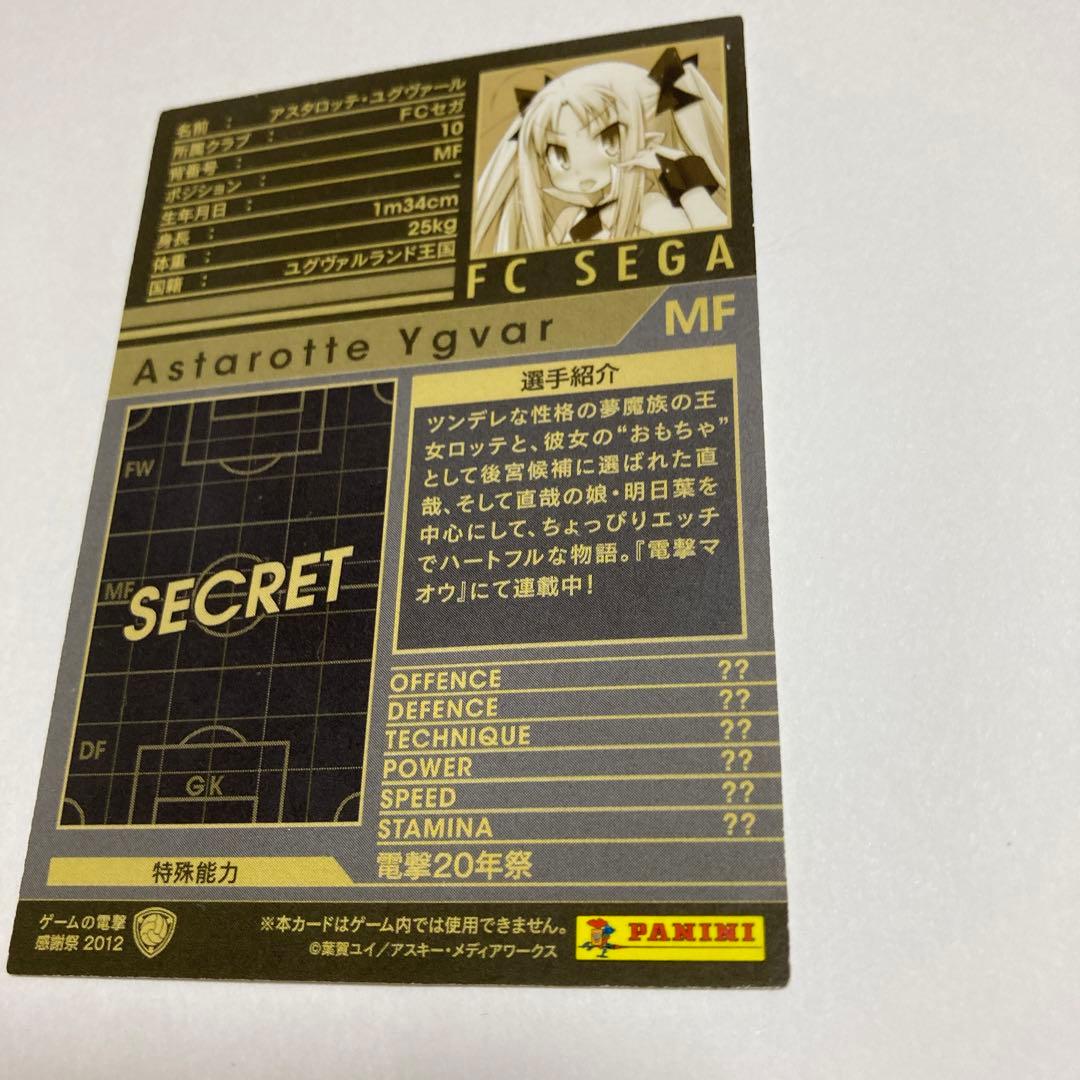 名前 : アスタロッテ・ユグヴァール
所属クラブ : FCセガ
背番号 : 10
ポジション : MF
生年月日 : -
身長 : 1m34cm
体重 : 25kg
国籍 : ユグヴァルランド王国
FC SEGA
Astarotte Ygvar
MF
FW
MF
SECRET
DF
GK
選手紹介
ツンデレな性格の夢魔族の王
女ロッテと、彼女の“おもちゃ”
として後宮候補に選ばれた直
哉、そして直哉の娘・明日葉を
中心にして、ちょっぴりエッチ
でハートフルな物語。『電撃マ
オウ』にて連載中!
OFFENCE ??
DEFENCE ??
TECHNIQUE ??
POWER ??
SPEED ??
STAMINA ??
特殊能力
電撃20年祭
ゲームの電撃
感謝祭 2012
※本カードはゲーム内では使用できません。
©葉賀ユイ/アスキー・メディアワークス
PANINI